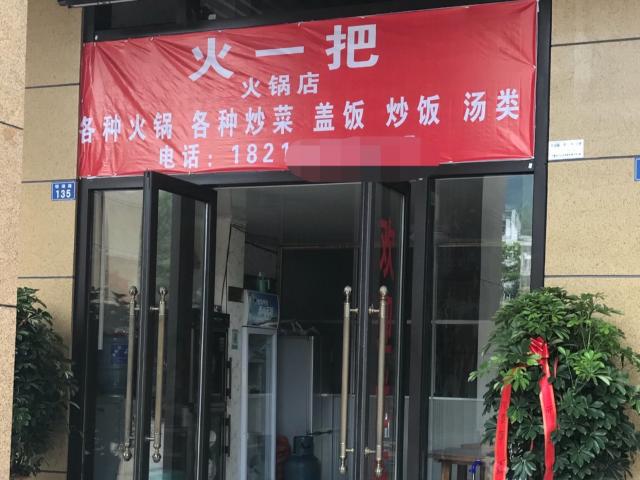 火一把
火锅店
各种火锅 各种炒菜 盖饭 炒饭 汤类
电话：1821
135
欢